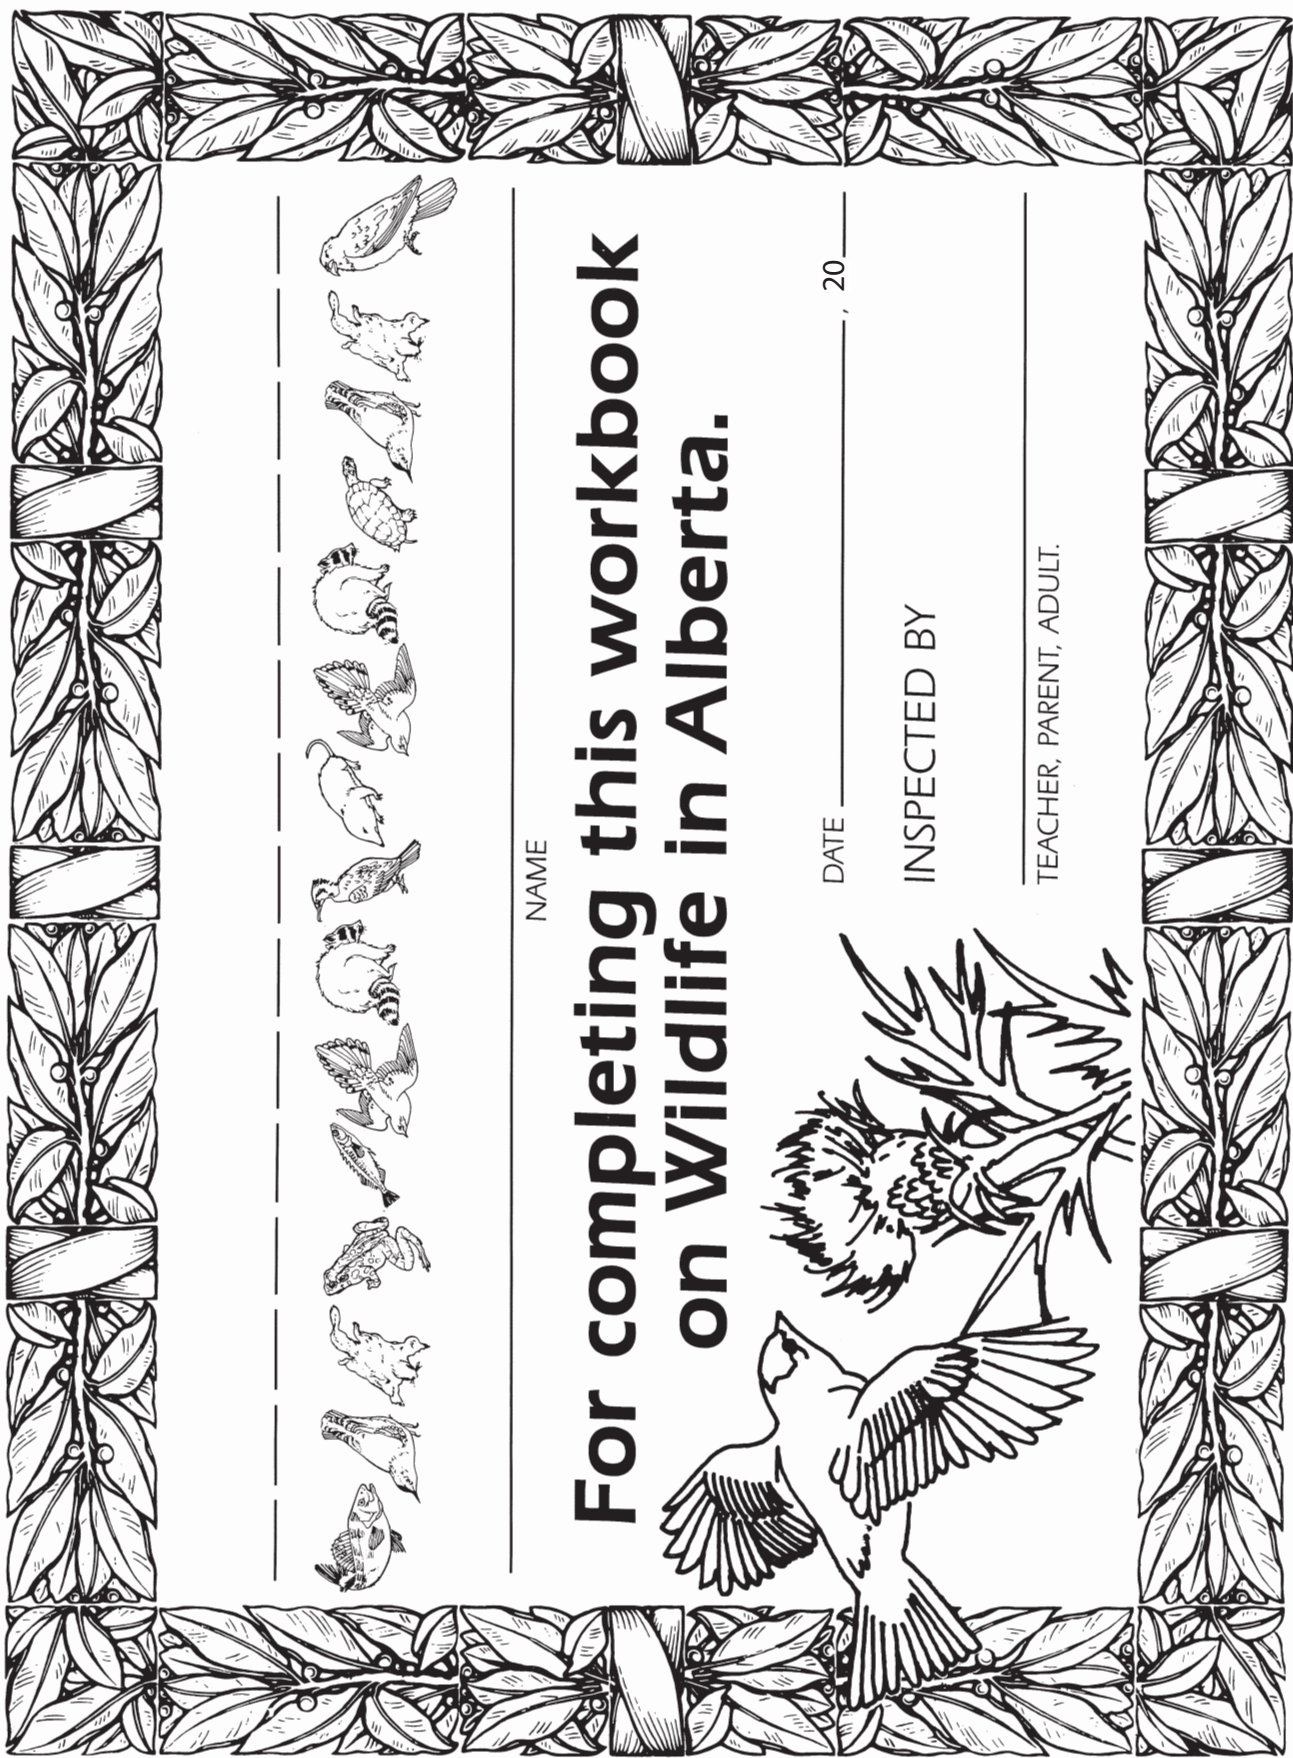 NAME
For completing this workbook
on Wildlife in Alberta.
DATE , 20
INSPECTED BY
TEACHER, PARENT, ADULT.